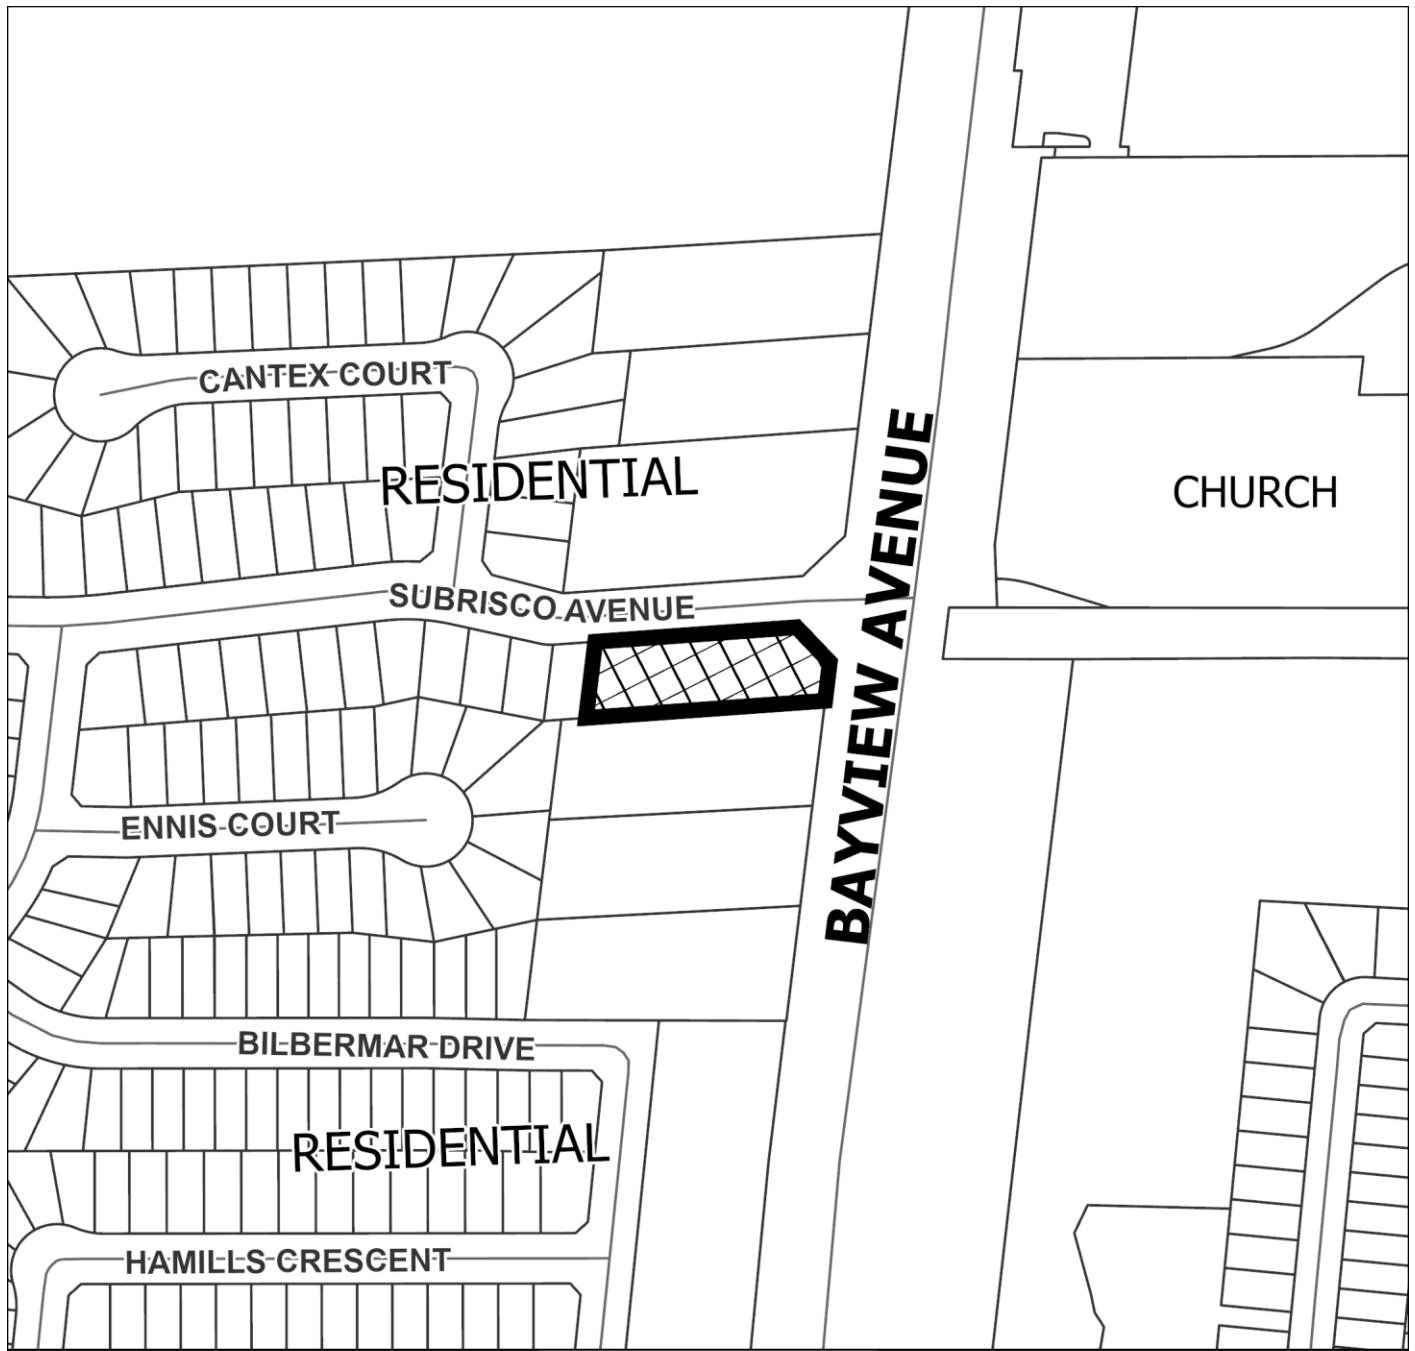 CANTEX COURT
RESIDENTIAL
CHURCH
SUBRISCO AVENUE
BAYVIEW AVENUE
ENNIS COURT
BILBERMAR DRIVE
RESIDENTIAL
HAMILLS CRESCENT